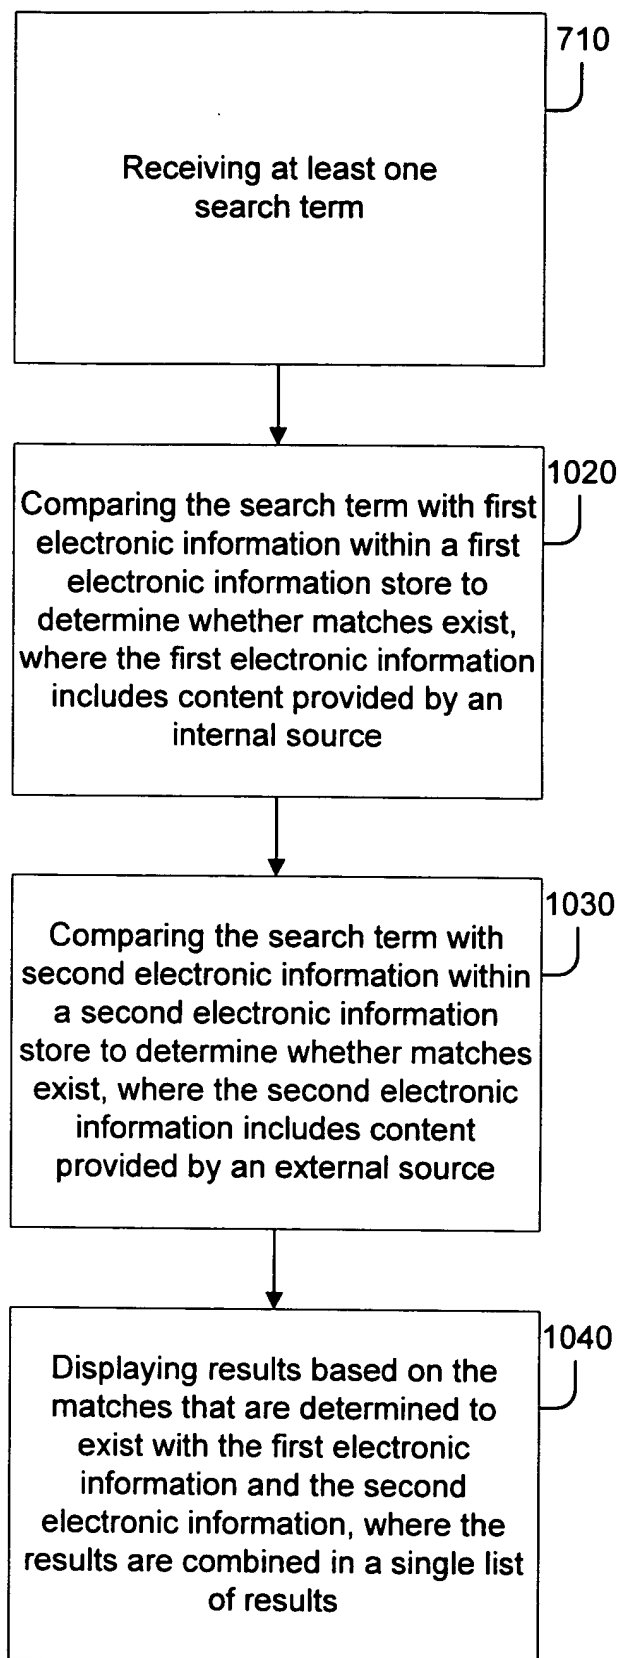 710
Receiving at least one
search term
1020
Comparing the search term with first
electronic information within a first
electronic information store to
determine whether matches exist,
where the first electronic information
includes content provided by an
internal source
1030
Comparing the search term with
second electronic information within
a second electronic information
store to determine whether matches
exist, where the second electronic
information includes content
provided by an external source
1040
Displaying results based on the
matches that are determined to
exist with the first electronic
information and the second
electronic information, where the
results are combined in a single list
of results